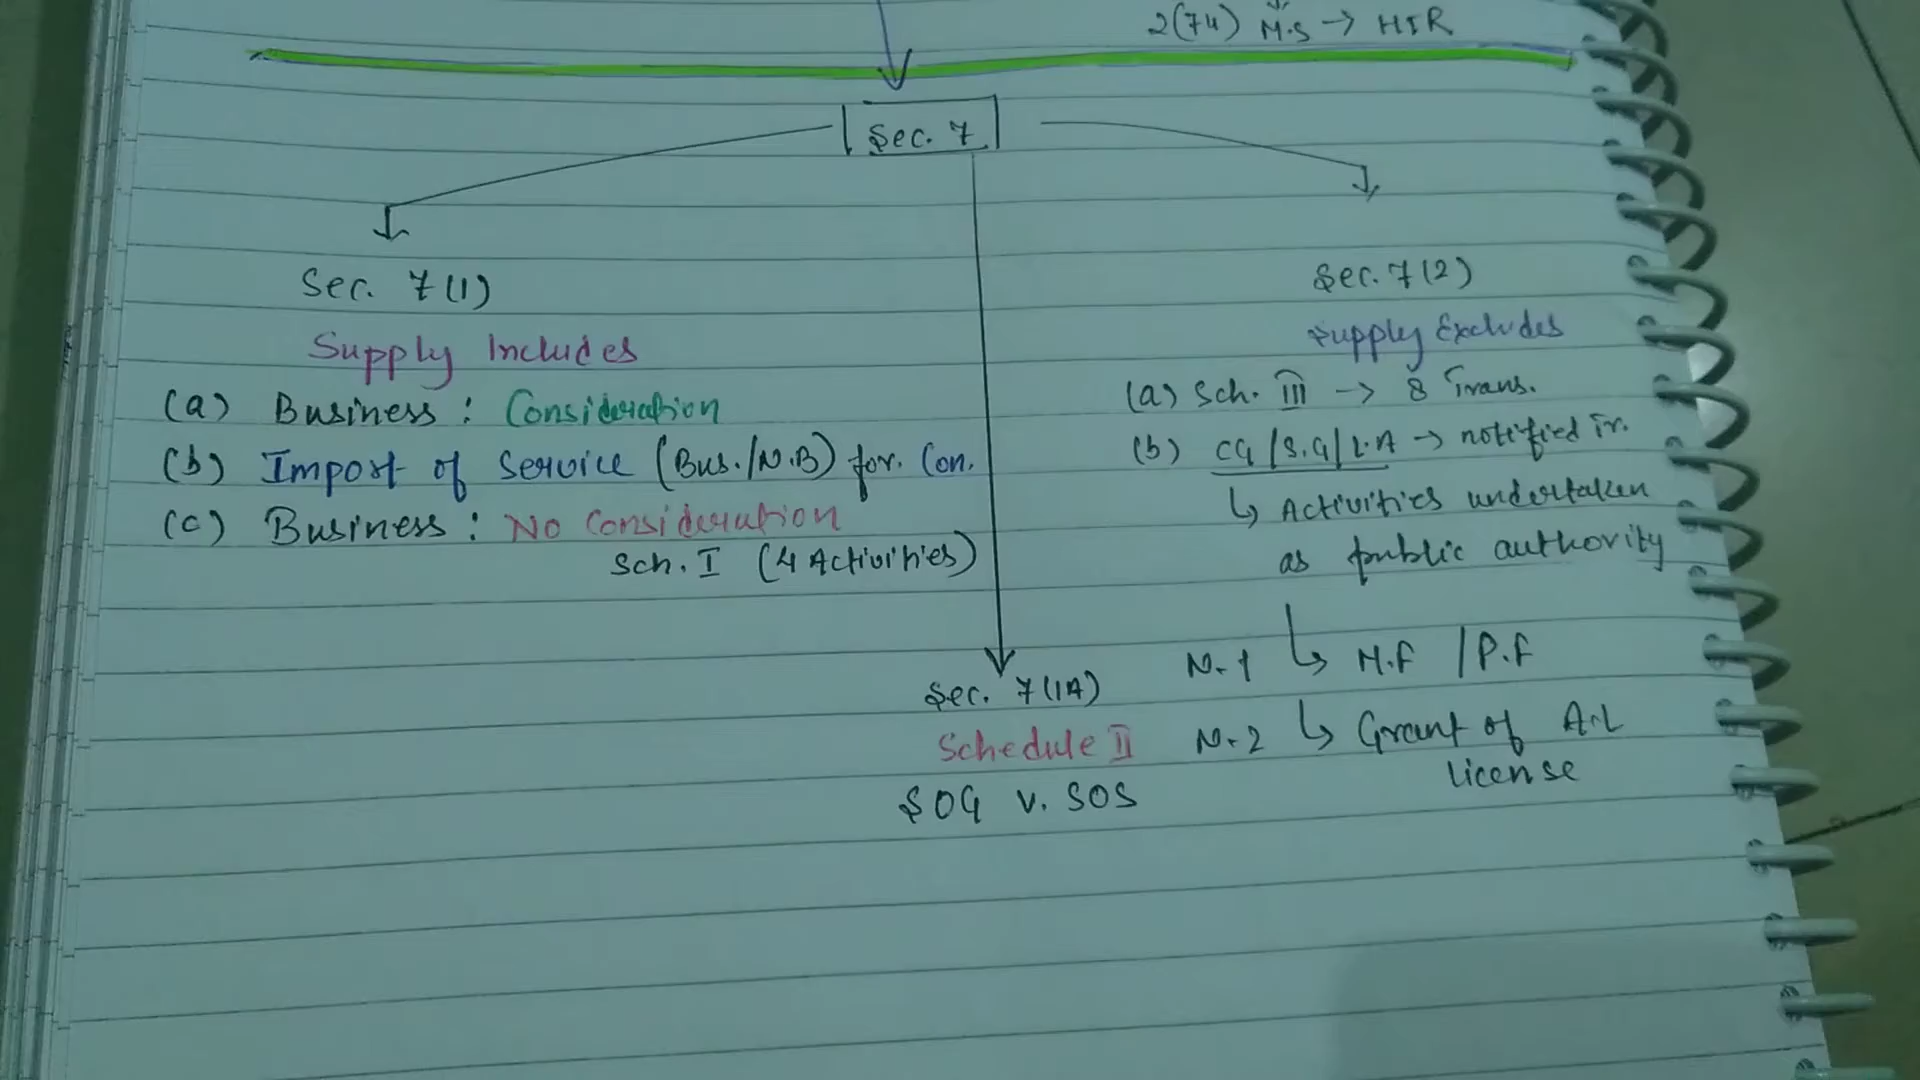 2(74) M.S → HIR
Sec. 7
Sec. 7(1)
Supply Includes
(a) Business : Consideration
(b) Import of Service (Bus./N.B) for. Con.
(c) Business : No Consideration
Sch. I (4 Activities)
Sec. 7(2)
Supply Excludes
(a) Sch. III → 8 Trans.
(b) CG/S.G/L.A → notified in.
↳ Activities undertaken
as public authority
N-1 ↳ M.F / P.F
N-2 ↳ Grant of A.L
license
Sec. 7(1A)
Schedule II
SOG v. SOS